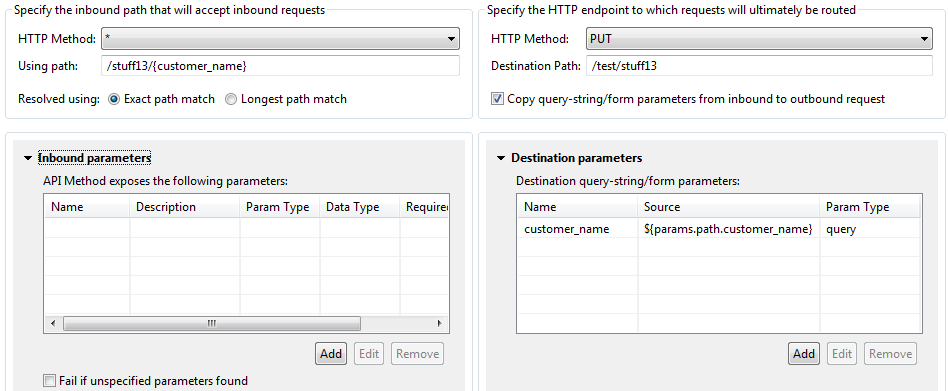 Specify the inbound path that will accept inbound requests
HTTP Method: *
Using path: /stuff13/{customer_name}
Resolved using: Exact path match Longest path match
Inbound parameters
API Method exposes the following parameters:
Name Description Param Type Data Type Require
Add Edit Remove
Fail if unspecified parameters found
Specify the HTTP endpoint to which requests will ultimately be routed
HTTP Method: PUT
Destination Path: /test/stuff13
Copy query-string/form parameters from inbound to outbound request
Destination parameters
Destination query-string/form parameters:
Name Source Param Type
customer_name ${params.path.customer_name} query
Add Edit Remove